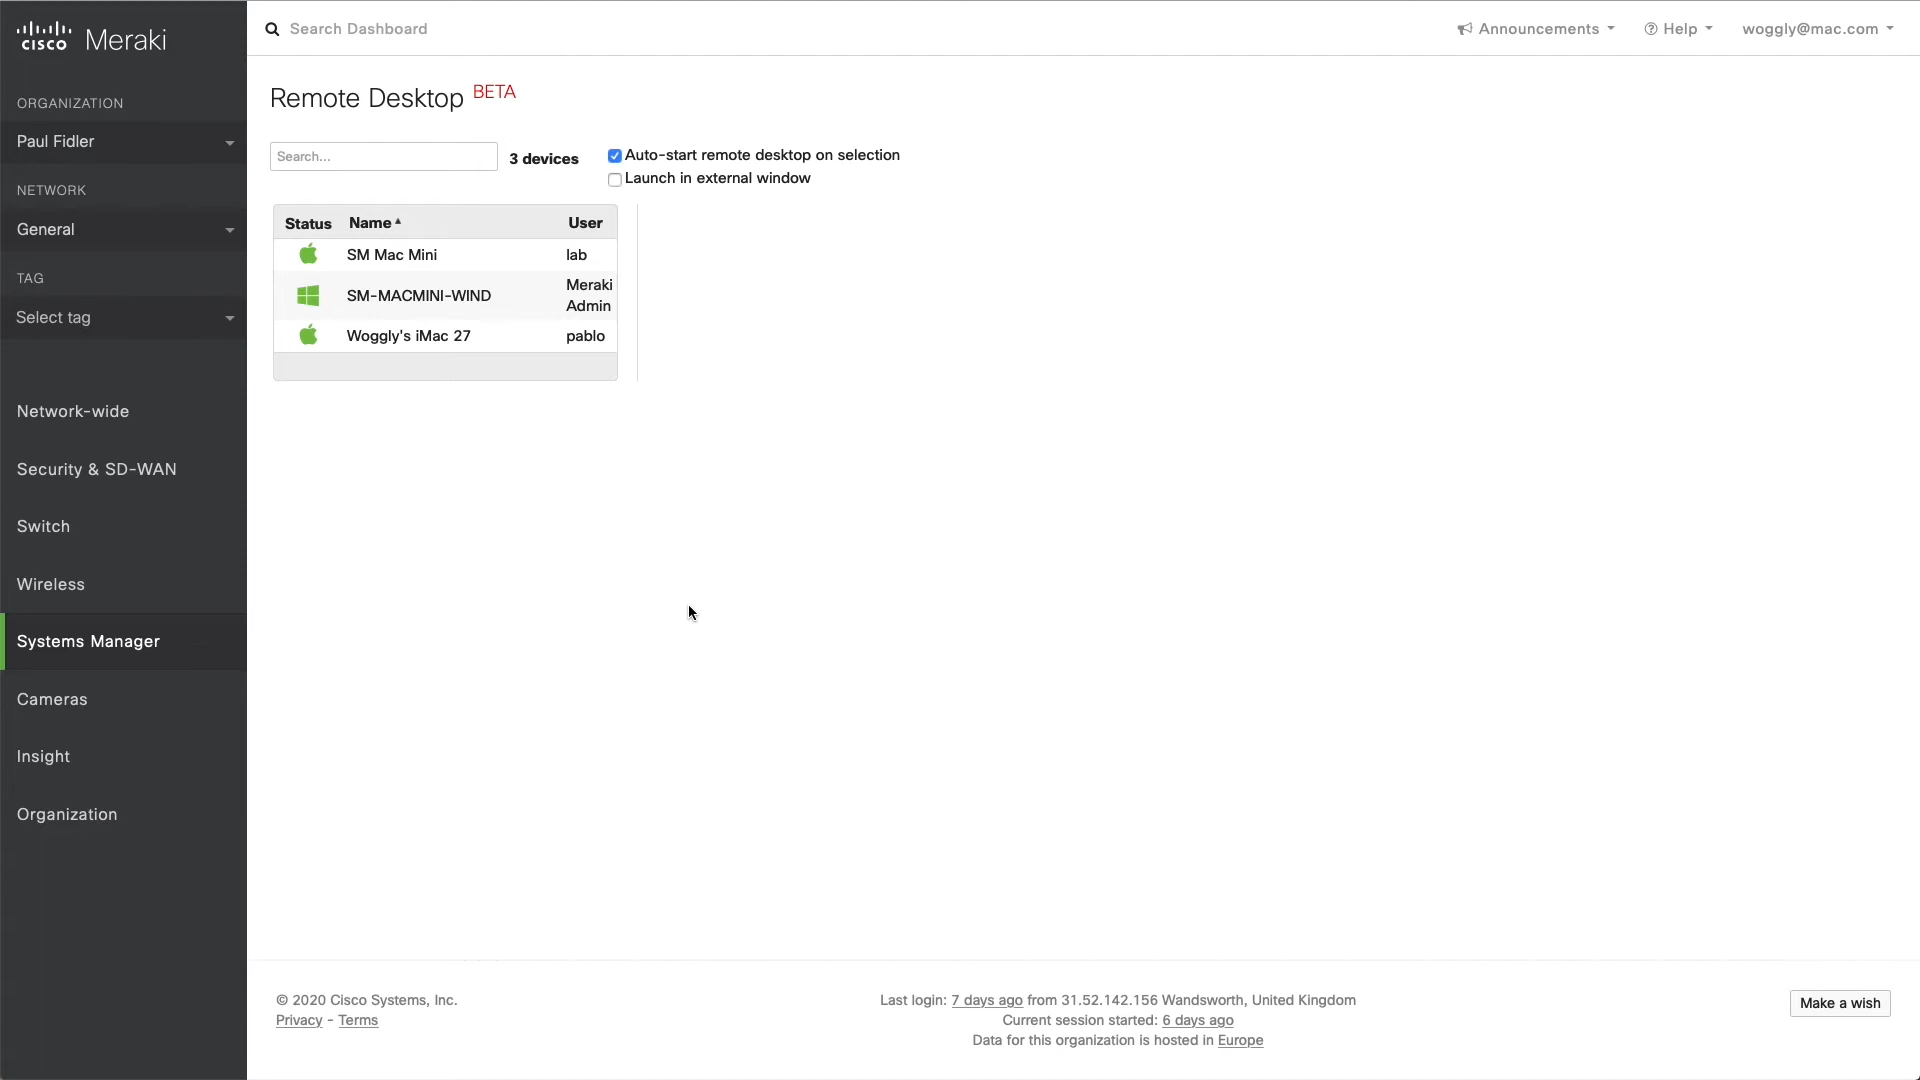 cisco Meraki
Search Dashboard
Announcements
Help
woggly@mac.com
ORGANIZATION
Paul Fidler
NETWORK
General
TAG
Select tag
Network-wide
Security & SD-WAN
Switch
Wireless
Systems Manager
Cameras
Insight
Organization
Remote Desktop BETA
Search...
3 devices
Auto-start remote desktop on selection
Launch in external window
Status Name User
SM Mac Mini lab
SM-MACMINI-WIND Meraki
Admin
Woggly's iMac 27 pablo
© 2020 Cisco Systems, Inc.
Privacy - Terms
Last login: 7 days ago from 31.52.142.156 Wandsworth, United Kingdom
Current session started: 6 days ago
Data for this organization is hosted in Europe
Make a wish